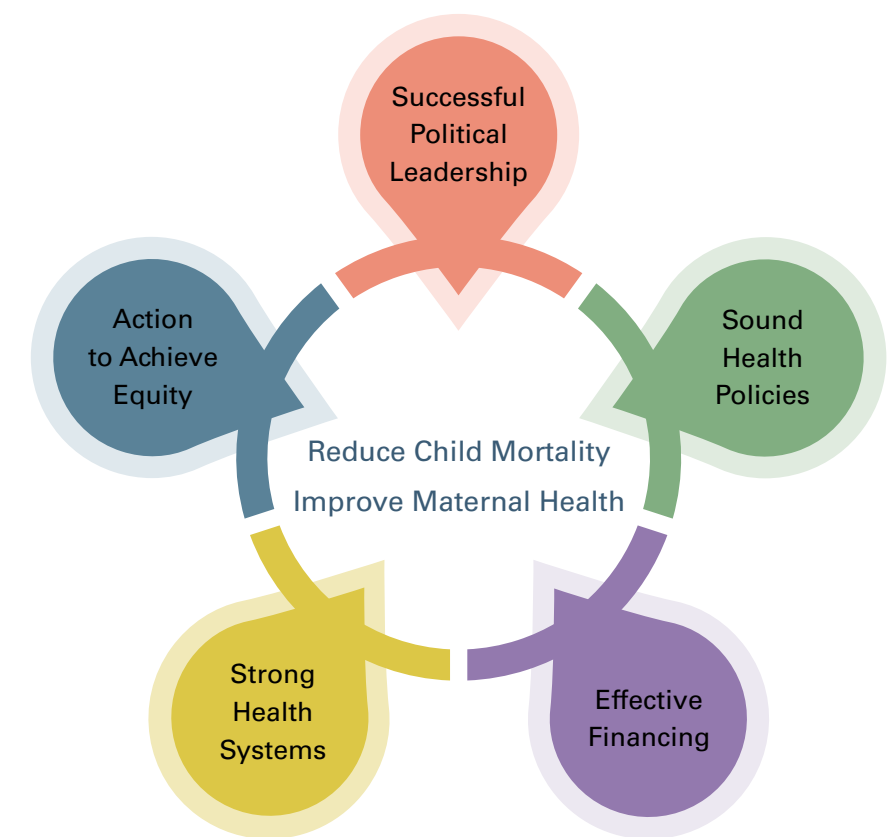 Successful
Political
Leadership
Sound
Health
Policies
Effective
Financing
Strong
Health
Systems
Action
to Achieve
Equity
Reduce Child Mortality
Improve Maternal Health